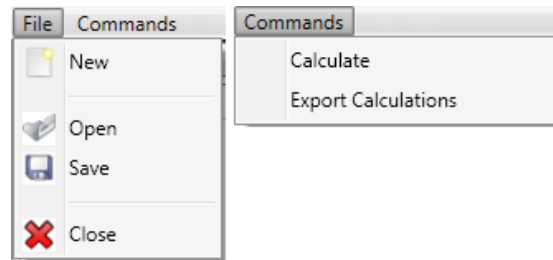 File Commands
New
Open
Save
Close
Commands
Calculate
Export Calculations